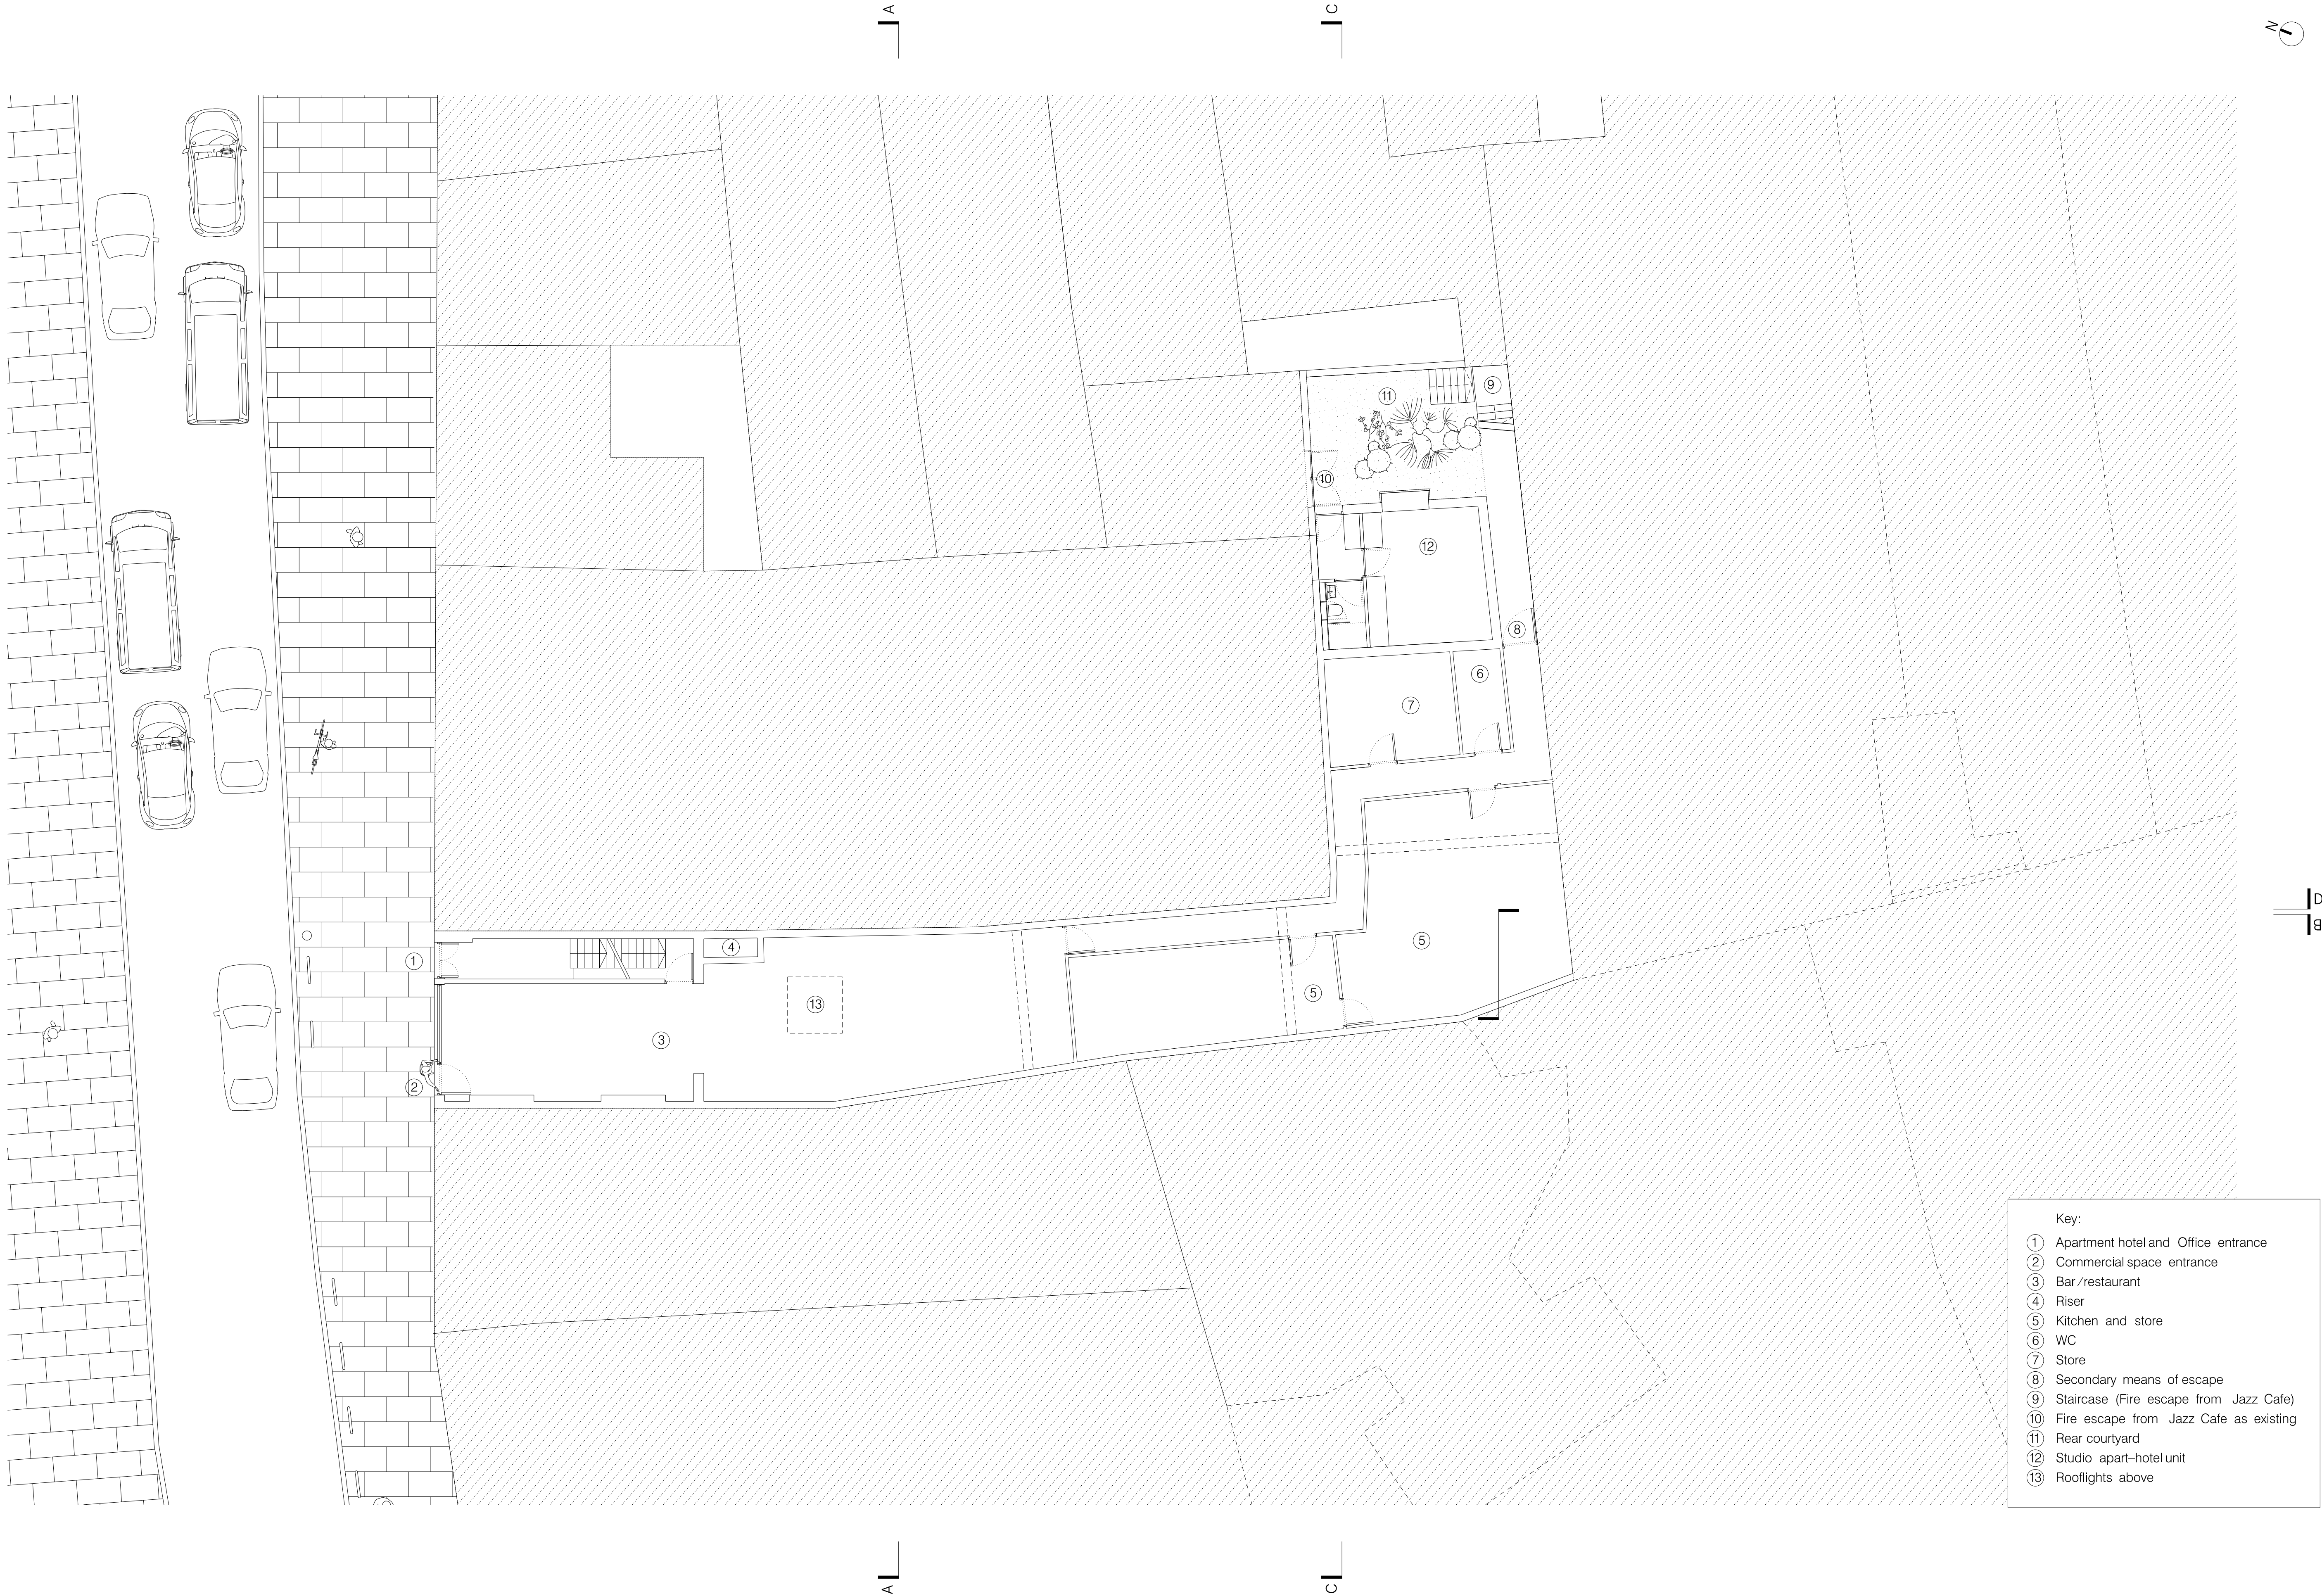 A
C
N
9
11
10
12
8
6
7
4
1
5
5
13
3
2
D
B
Key:
1 Apartment hotel and Office entrance
2 Commercial space entrance
3 Bar/restaurant
4 Riser
5 Kitchen and store
6 WC
7 Store
8 Secondary means of escape
9 Staircase (Fire escape from Jazz Cafe)
10 Fire escape from Jazz Cafe as existing
11 Rear courtyard
12 Studio apart–hotel unit
13 Rooflights above
A
C